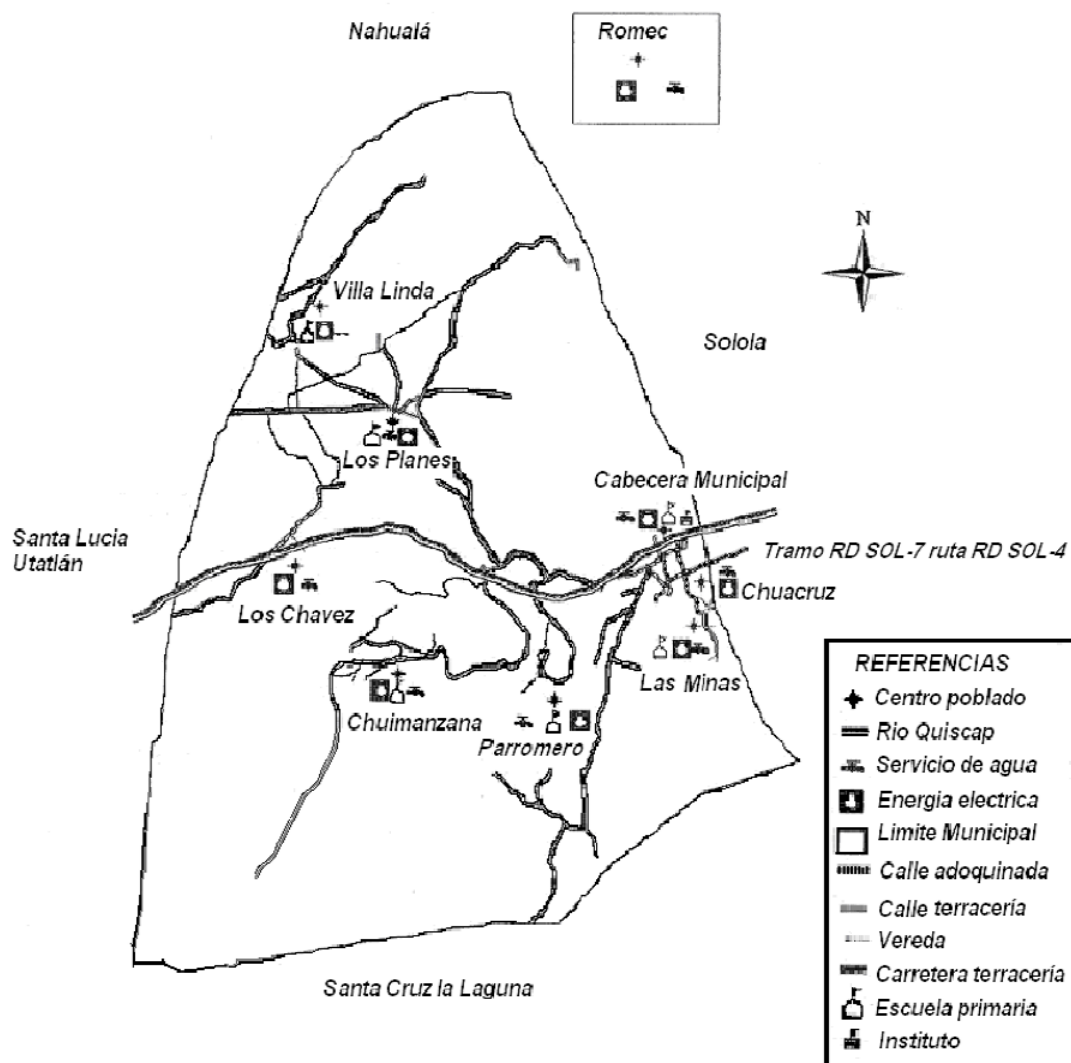 Nahualá
Romec
N
Villa Linda
Solola
Los Planes
Cabecera Municipal
Santa Lucia
Utatlán
Tramo RD SOL-7 ruta RD SOL-4
Chuacruz
Los Chavez
Las Minas
Chuimanzana
Parromero
Santa Cruz la Laguna
REFERENCIAS
Centro poblado
Rio Quiscap
Servicio de agua
Energia electrica
Limite Municipal
Calle adoquinada
Calle terracería
Vereda
Carretera terracería
Escuela primaria
Instituto